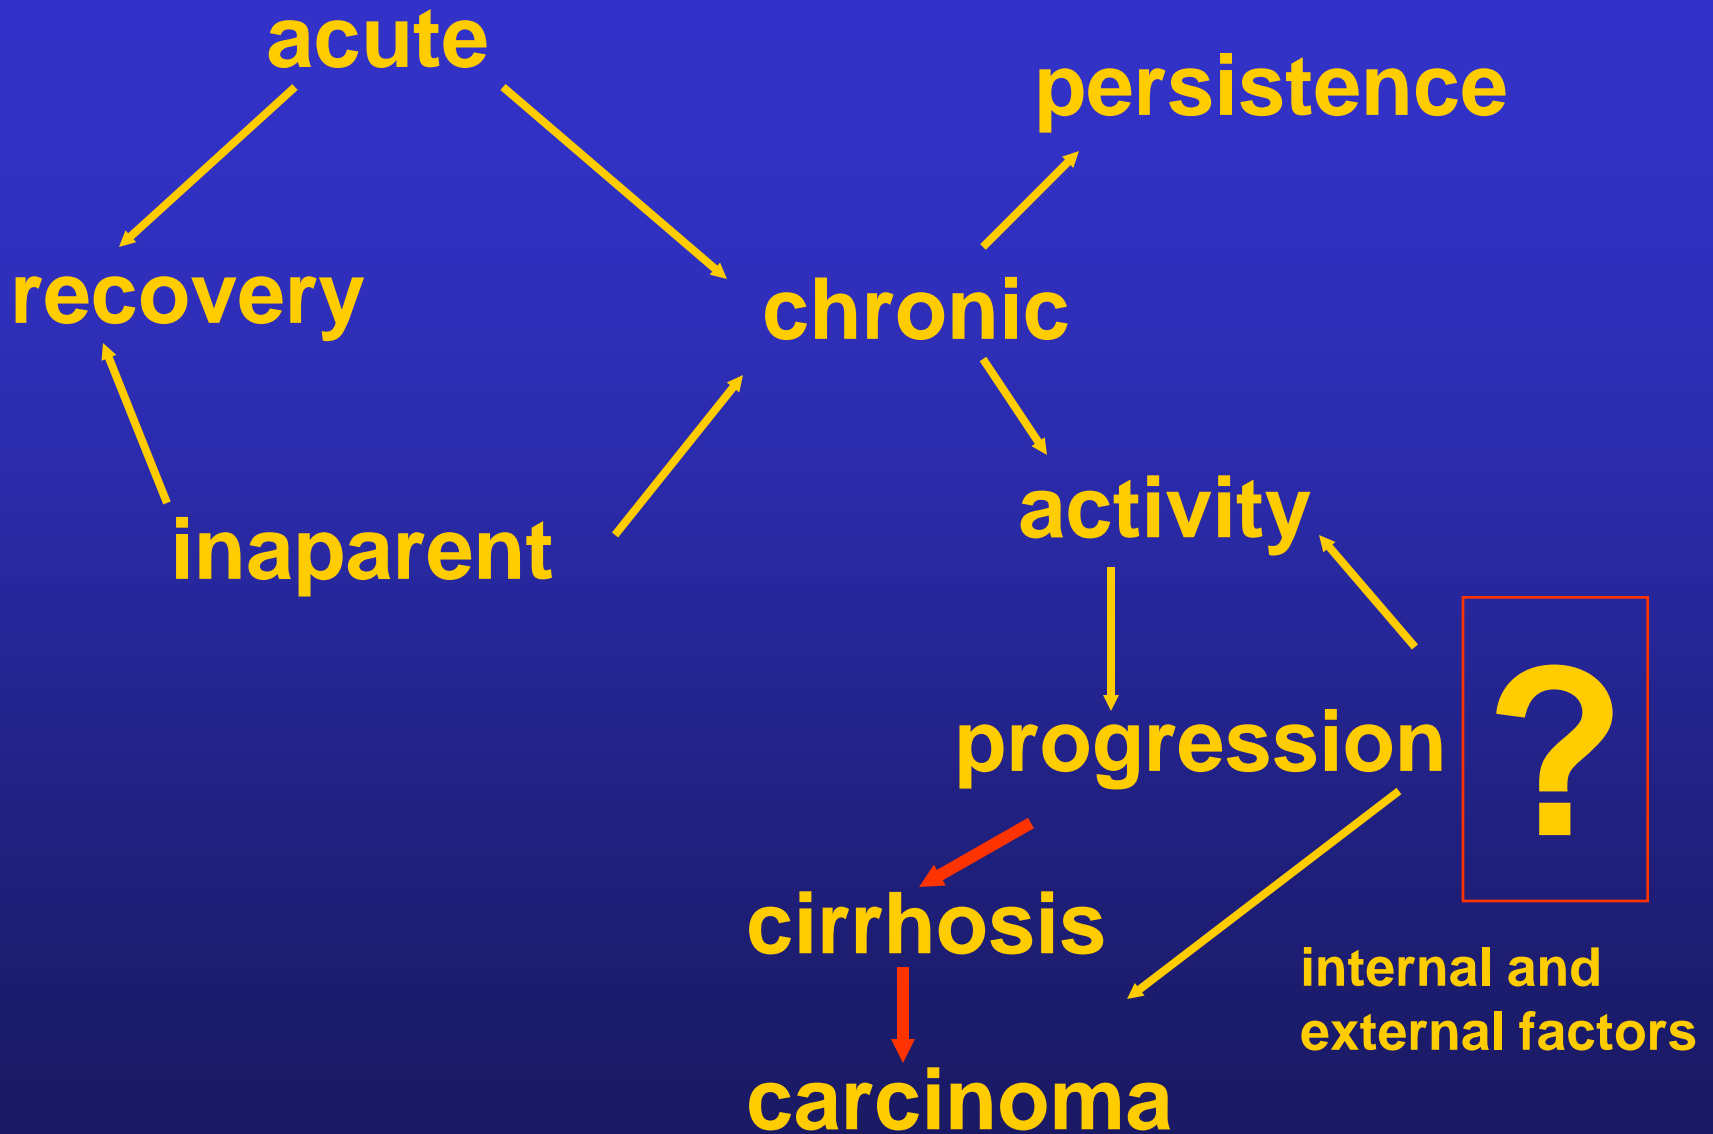 acute
persistence
recovery
chronic
activity
inaparent
progression
?
cirrhosis
internal and
external factors
carcinoma